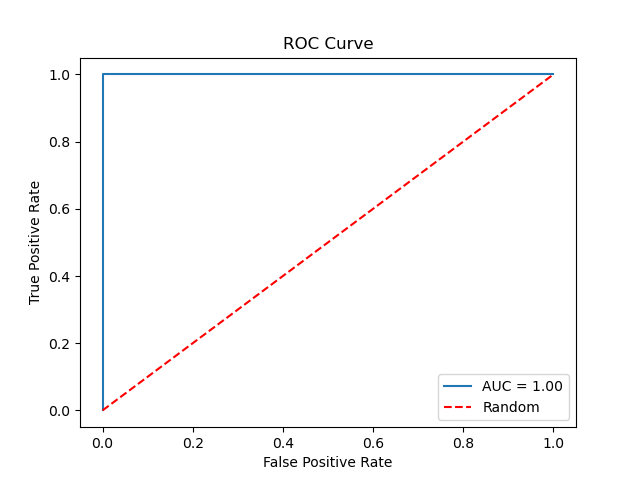 ROC Curve
True Positive Rate
1.0
0.8
0.6
0.4
0.2
0.0
AUC = 1.00
Random
0.0 0.2 0.4 0.6 0.8 1.0
False Positive Rate